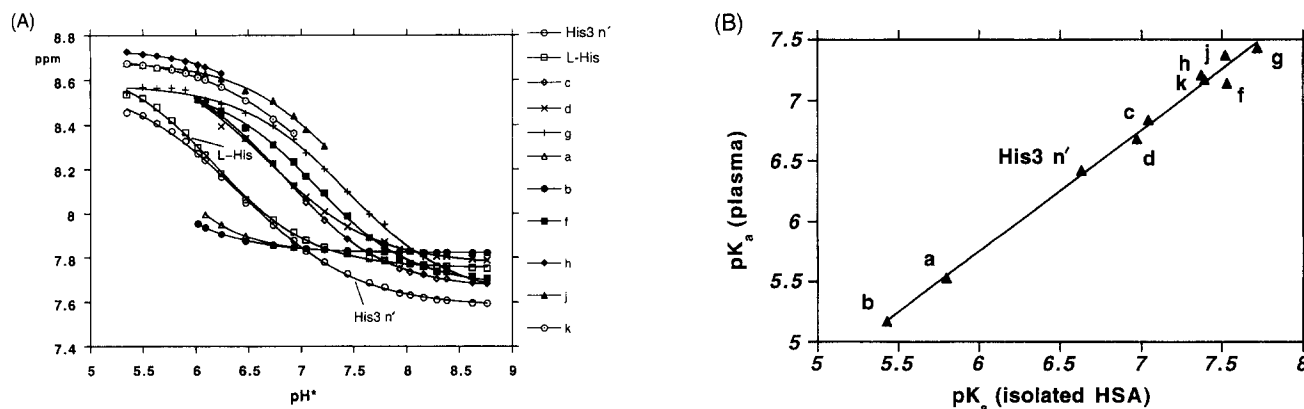 (A)
ppm
8.8
8.6
8.4
8.2
8
7.8
7.6
7.4
5
5.5
6
6.5
7
7.5
8
8.5
9
pH*
L-His
His3 n′
His3 n′
L-His
c
d
g
a
b
f
h
j
k
(B)
pKa (plasma)
7.5
7
6.5
6
5.5
5
5
5.5
6
6.5
7
7.5
8
pKa (isolated HSA)
b
a
His3 n′
d
c
h
k
j
f
g